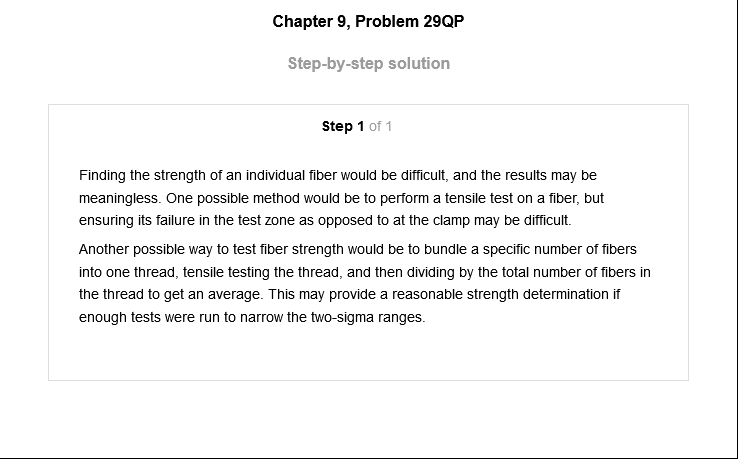 Chapter 9, Problem 29QP
Step-by-step solution
Step 1 of 1
Finding the strength of an individual fiber would be difficult, and the results may be
meaningless. One possible method would be to perform a tensile test on a fiber, but
ensuring its failure in the test zone as opposed to at the clamp may be difficult.
Another possible way to test fiber strength would be to bundle a specific number of fibers
into one thread, tensile testing the thread, and then dividing by the total number of fibers in
the thread to get an average. This may provide a reasonable strength determination if
enough tests were run to narrow the two-sigma ranges.